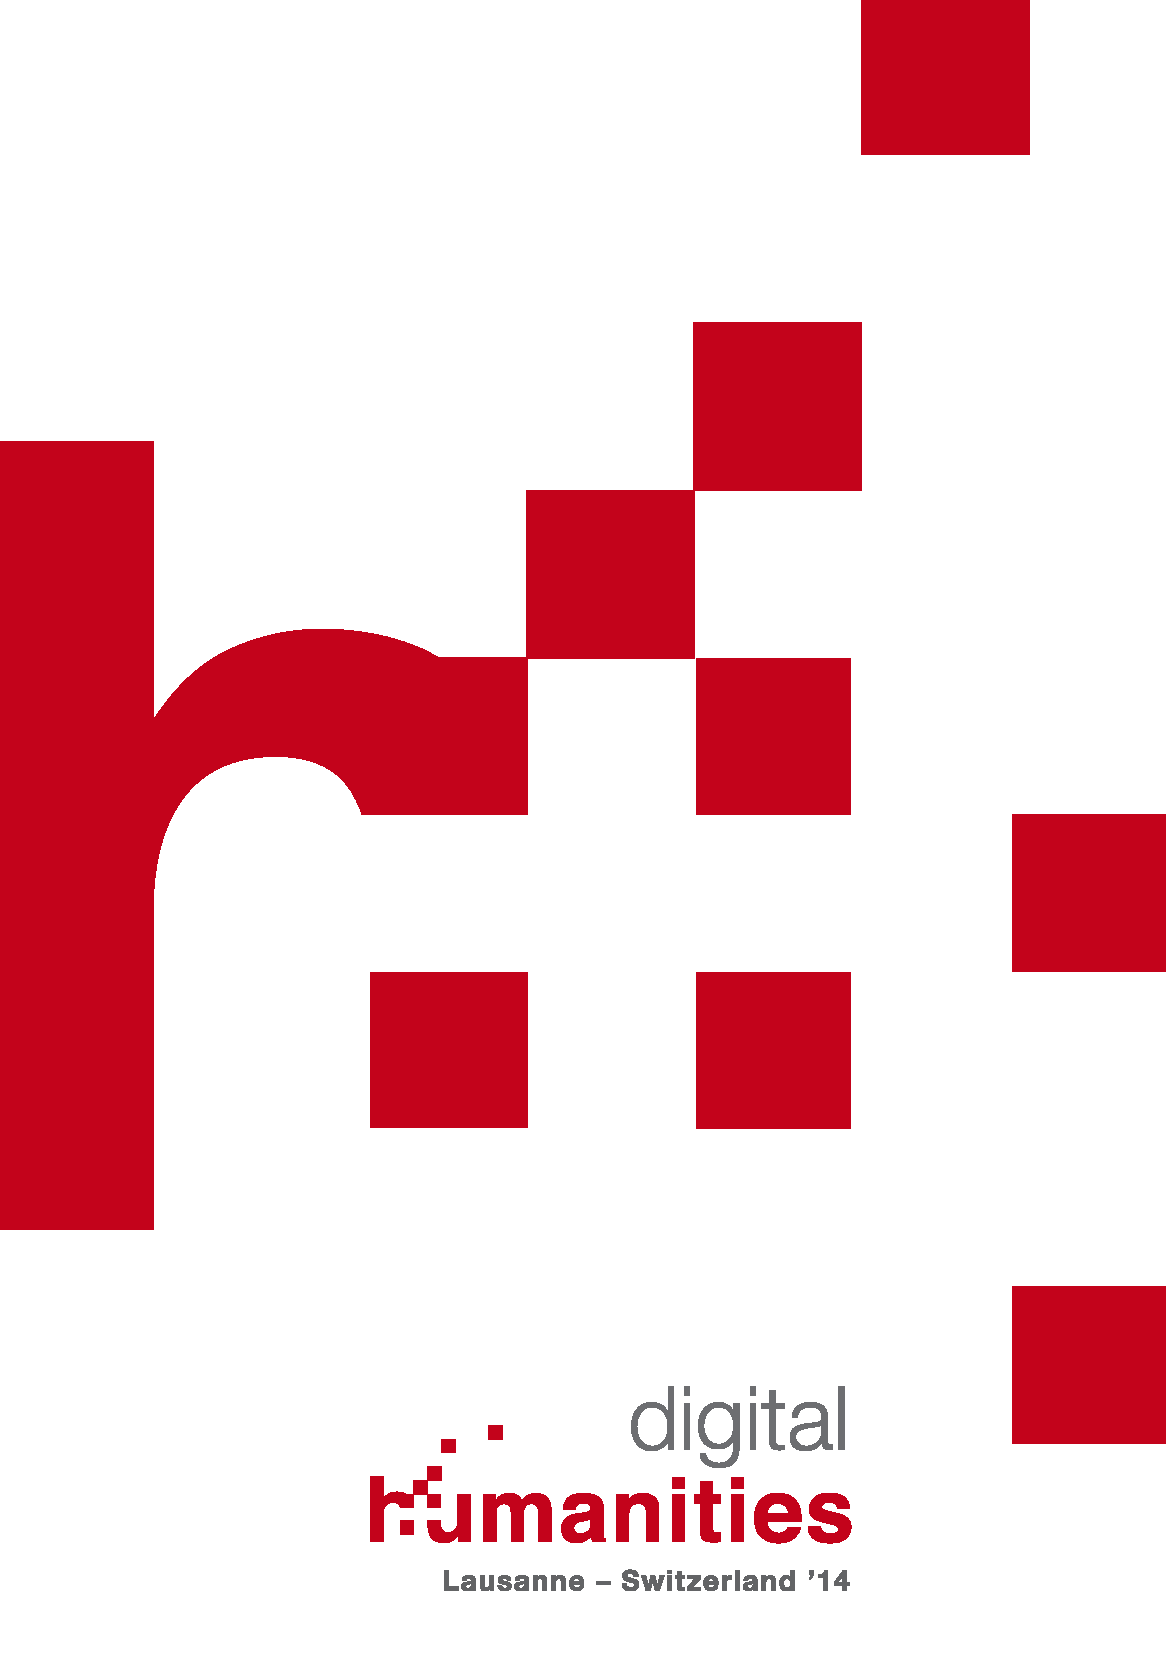 digital
humanities
Lausanne – Switzerland ’14